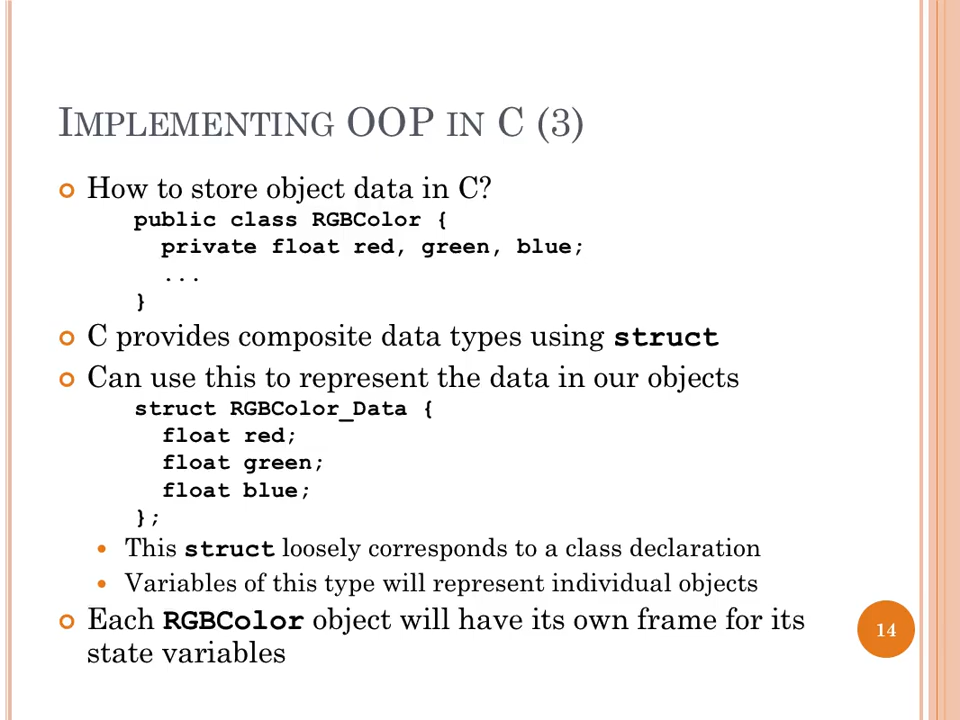 IMPLEMENTING OOP IN C (3)
How to store object data in C?
public class RGBColor {
private float red, green, blue;
...
}
C provides composite data types using struct
Can use this to represent the data in our objects
struct RGBColor_Data {
float red;
float green;
float blue;
};
This struct loosely corresponds to a class declaration
Variables of this type will represent individual objects
Each RGBColor object will have its own frame for its
state variables
14